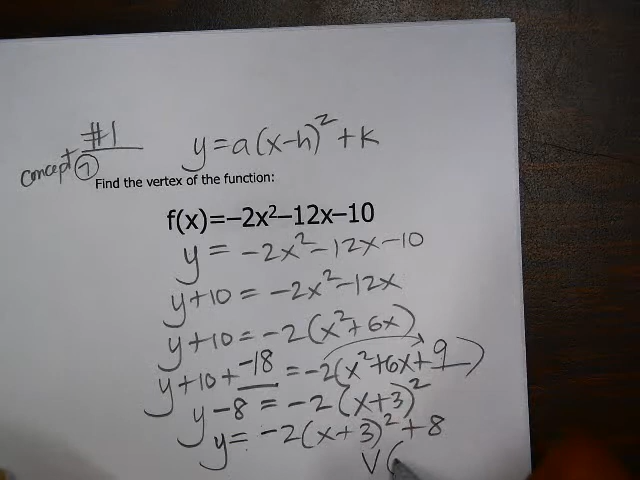 #1
y=a(x-h)²+k
concept ⑦
Find the vertex of the function:
f(x)=−2x²−12x−10
y = -2x²-12x-10
y+10 = -2x²-12x
y+10 = -2(x²+6x)
y+10+-18 = -2(x²+6x+9)
y-8 = -2(x+3)²
y= -2(x+3)²+8
V(